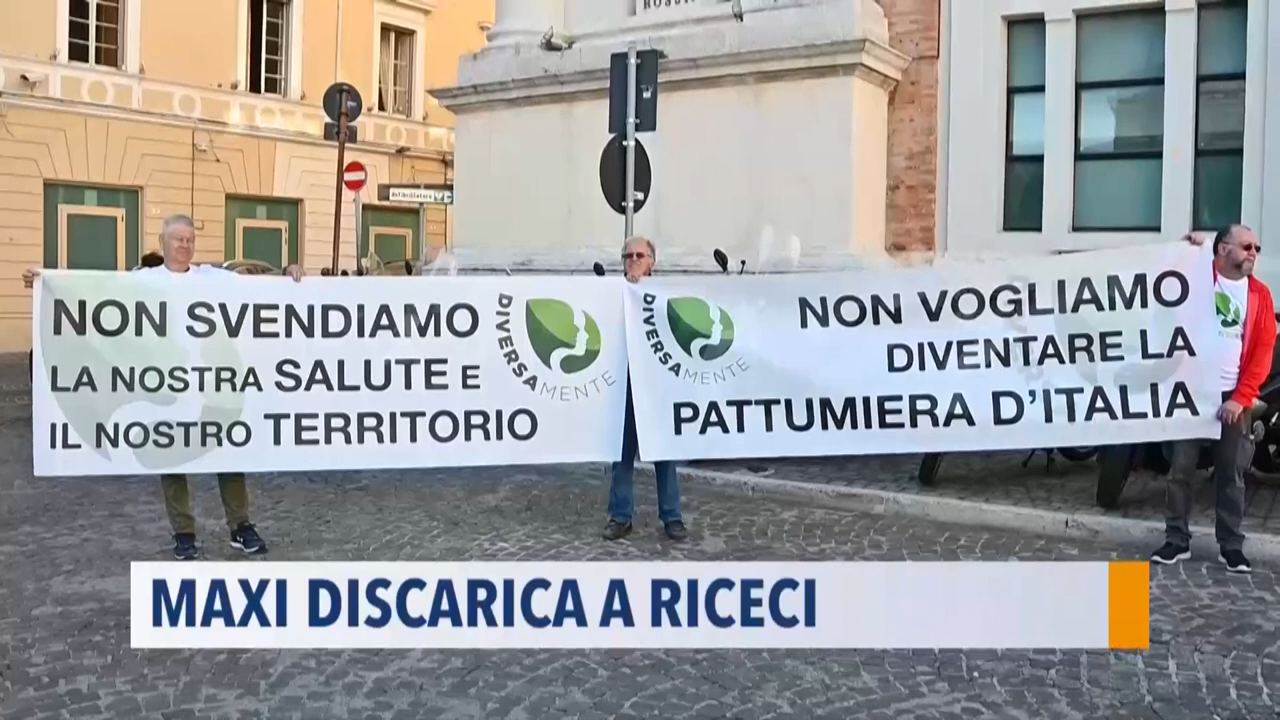 ROSSI
NON SVENDIAMO
LA NOSTRA SALUTE E
IL NOSTRO TERRITORIO
DIVERSAMENTE
DIVERSAMENTE
NON VOGLIAMO
DIVENTARE LA
PATTUMIERA D'ITALIA
MAXI DISCARICA A RICECI